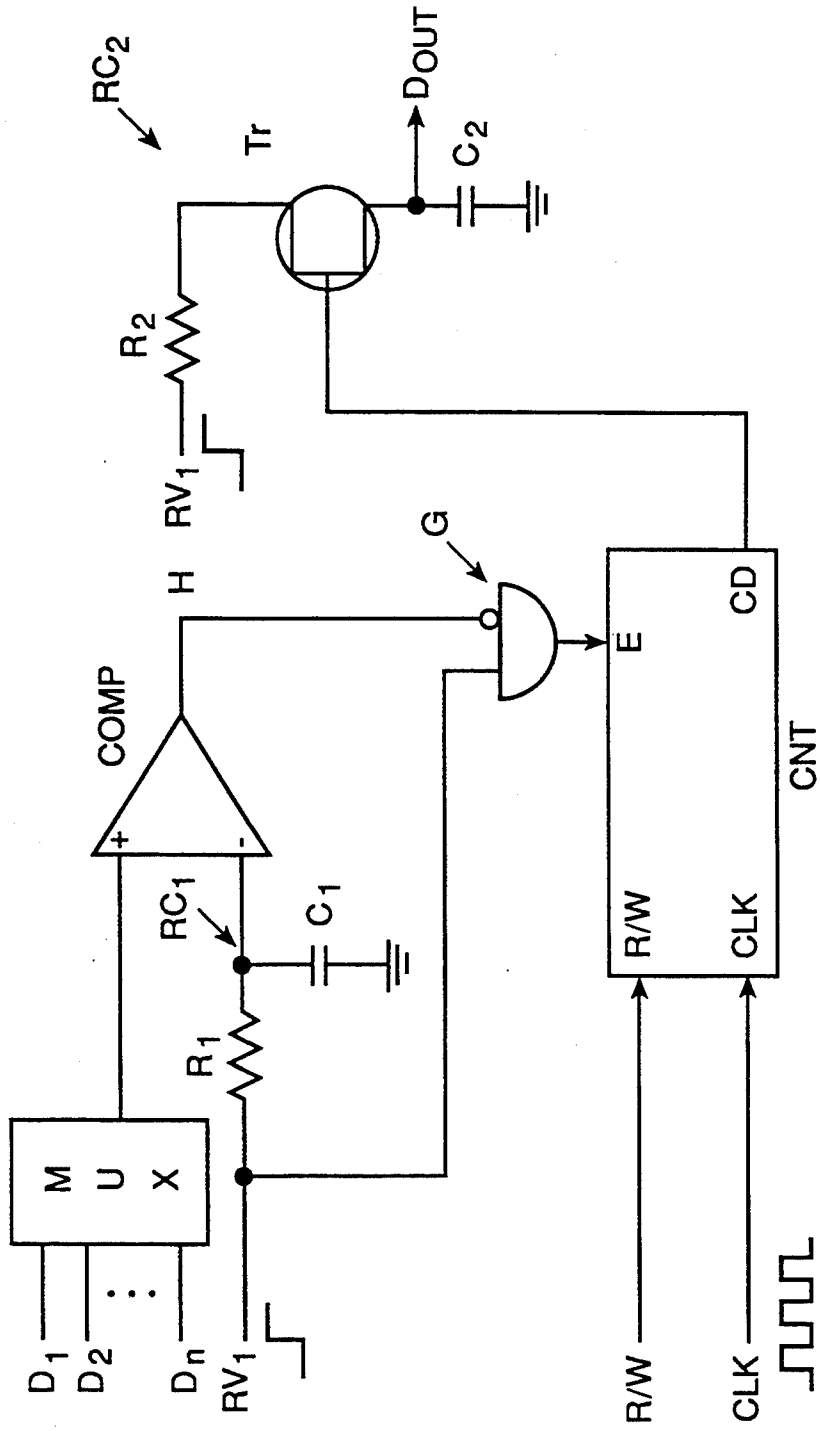 D1
D2
Dn
RV1
M
U
X
R1
RC1
C1
+
-
COMP
H
RV1
R2
RC2
Tr
DOUT
C2
G
R/W
CLK
R/W
CLK
E
CD
CNT